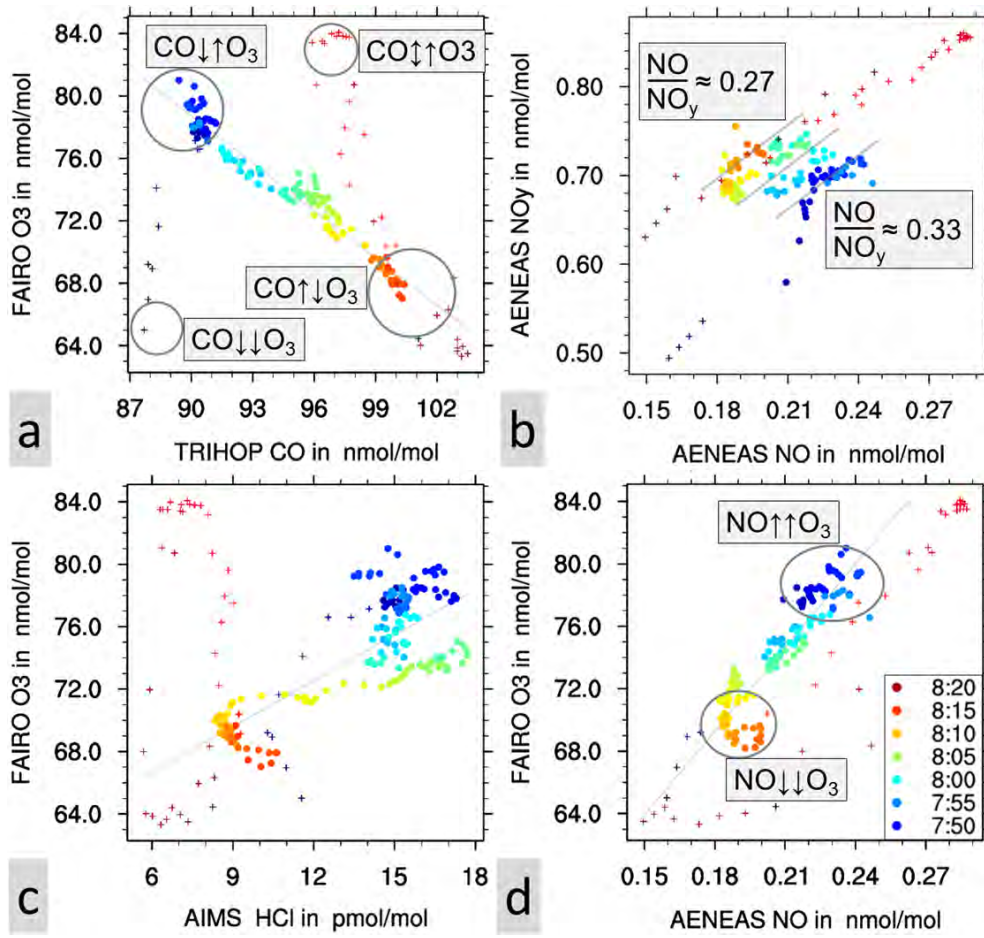 84.0
80.0
76.0
72.0
68.0
64.0
FAIRO O3 in nmol/mol
CO↓↑O₃
CO↕↑O3
CO↑↓O₃
CO↓↓O₃
87 90 93 96 99 102
TRIHOP CO in nmol/mol
a
0.80
0.70
0.60
0.50
AENEAS NOy in nmol/mol
NO
NOy
≈ 0.27
NO
NOy
≈ 0.33
0.15 0.18 0.21 0.24 0.27
AENEAS NO in nmol/mol
b
84.0
80.0
76.0
72.0
68.0
64.0
FAIRO O3 in nmol/mol
6 9 12 15 18
AIMS HCl in pmol/mol
c
84.0
80.0
76.0
72.0
68.0
64.0
FAIRO O3 in nmol/mol
NO↑↑O₃
NO↓↓O₃
8:20
8:15
8:10
8:05
8:00
7:55
7:50
0.15 0.18 0.21 0.24 0.27
AENEAS NO in nmol/mol
d